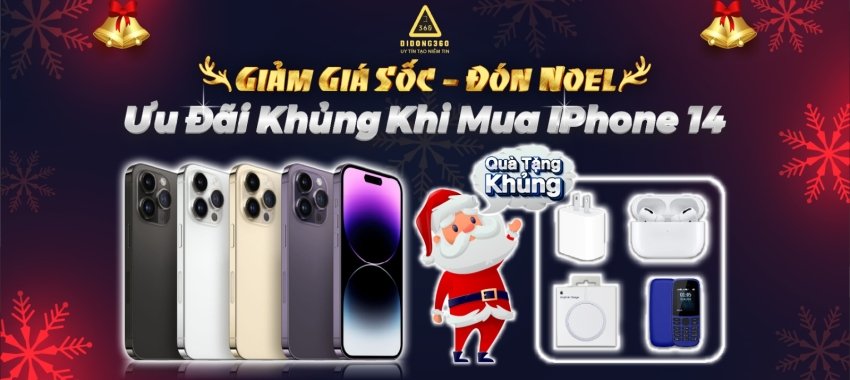 360
DIDONG360
UY TÍN TẠO NIỀM TIN
GIẢM GIÁ SỐC - ĐÓN NOEL
Ưu Đãi Khủng Khi Mua IPhone 14
Quà Tặng
Khủng